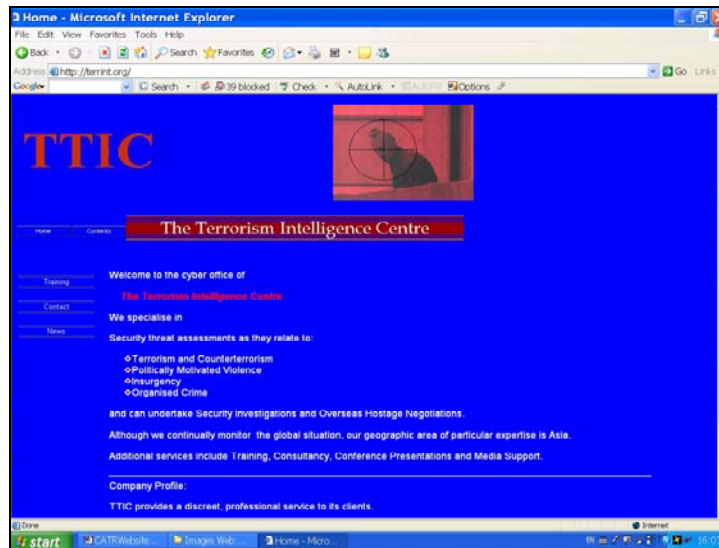 Home - Microsoft Internet Explorer
File Edit View Favorites Tools Help
Back Search Favorites
Address http://terrint.org/ Go Links
Google Search 39 blocked Check AutoLink AutoFill Options
TTIC
The Terrorism Intelligence Centre
Home Contents
Training
Contact
News
Welcome to the cyber office of
The Terrorism Intelligence Centre
We specialise in
Security threat assessments as they relate to:
Terrorism and Counterterrorism
Politically Motivated Violence
Insurgency
Organised Crime
and can undertake Security Investigations and Overseas Hostage Negotiations.
Although we continually monitor the global situation, our geographic area of particular expertise is Asia.
Additional services include Training, Consultancy, Conference Presentations and Media Support.
Company Profile:
TTIC provides a discreet, professional service to its clients.
Done Internet
start CATRWebsite... Images Web ... Home - Micro... EN 16:01